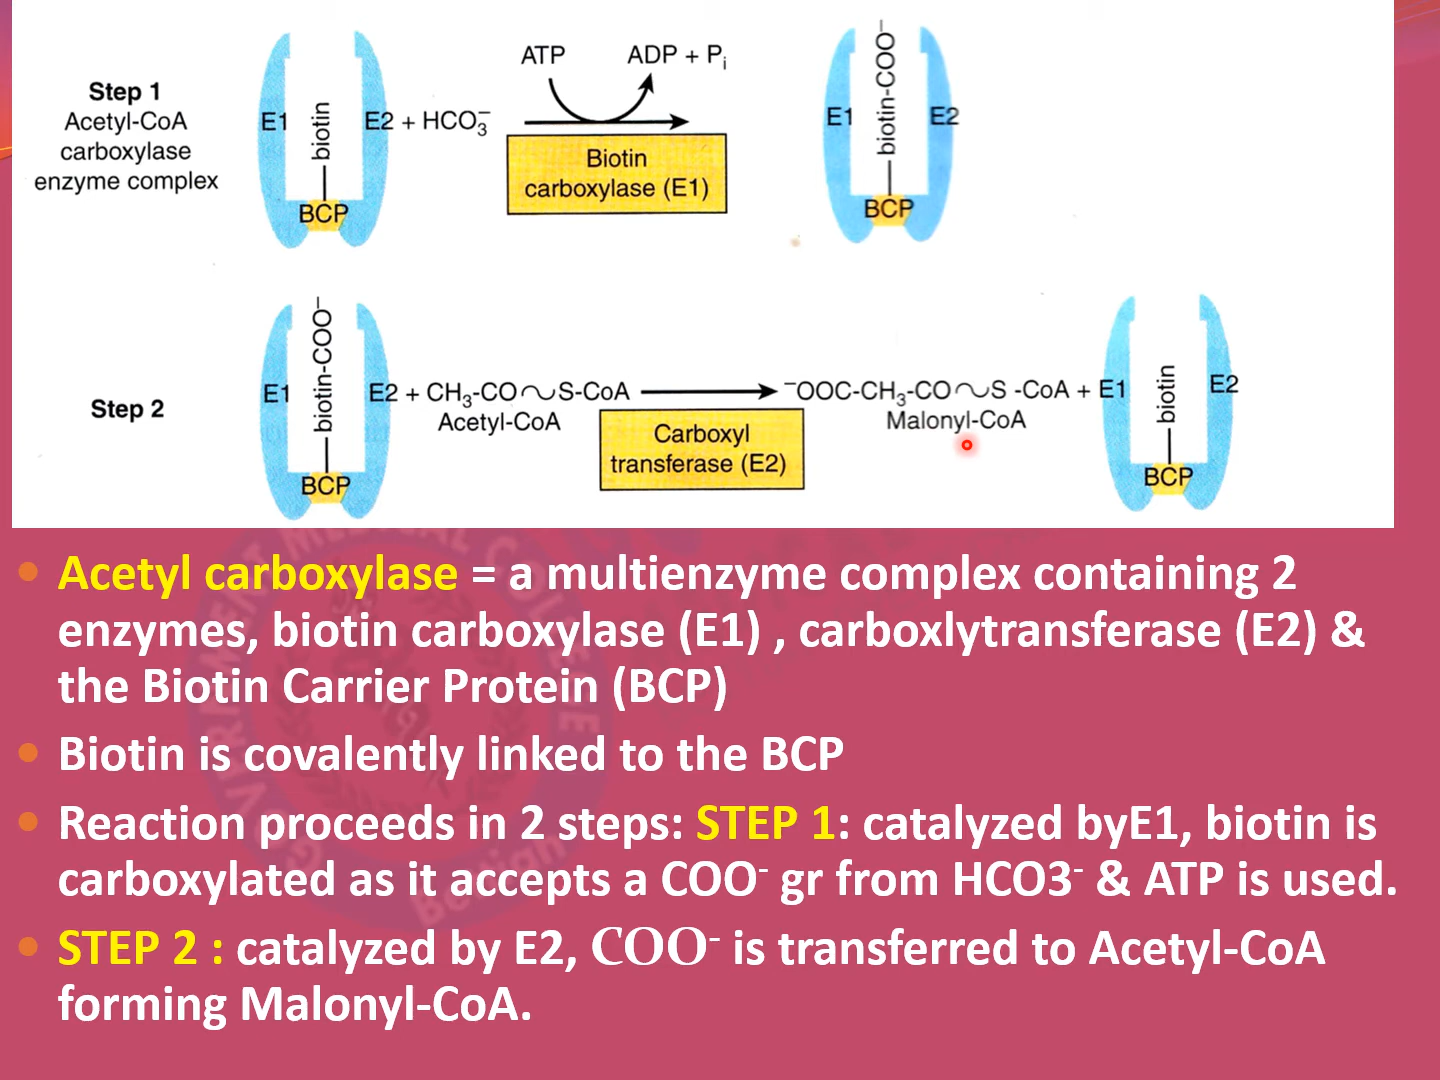 ATP ADP + Pi
Step 1
Acetyl-CoA
carboxylase
enzyme complex
E1 biotin E2 + HCO3−
BCP
Biotin
carboxylase (E1)
E1 biotin-COO− E2
BCP
Step 2
E1 biotin-COO− E2 + CH3-CO~S-CoA
Acetyl-CoA
BCP
Carboxyl
transferase (E2)
−OOC-CH3-CO~S -CoA + E1 biotin E2
Malonyl-CoA
BCP
Acetyl carboxylase = a multienzyme complex containing 2
enzymes, biotin carboxylase (E1) , carboxlytransferase (E2) &
the Biotin Carrier Protein (BCP)
Biotin is covalently linked to the BCP
Reaction proceeds in 2 steps: STEP 1: catalyzed byE1, biotin is
carboxylated as it accepts a COO- gr from HCO3- & ATP is used.
STEP 2 : catalyzed by E2, COO- is transferred to Acetyl-CoA
forming Malonyl-CoA.
GOVERNMENT MEDICAL COLLEGE